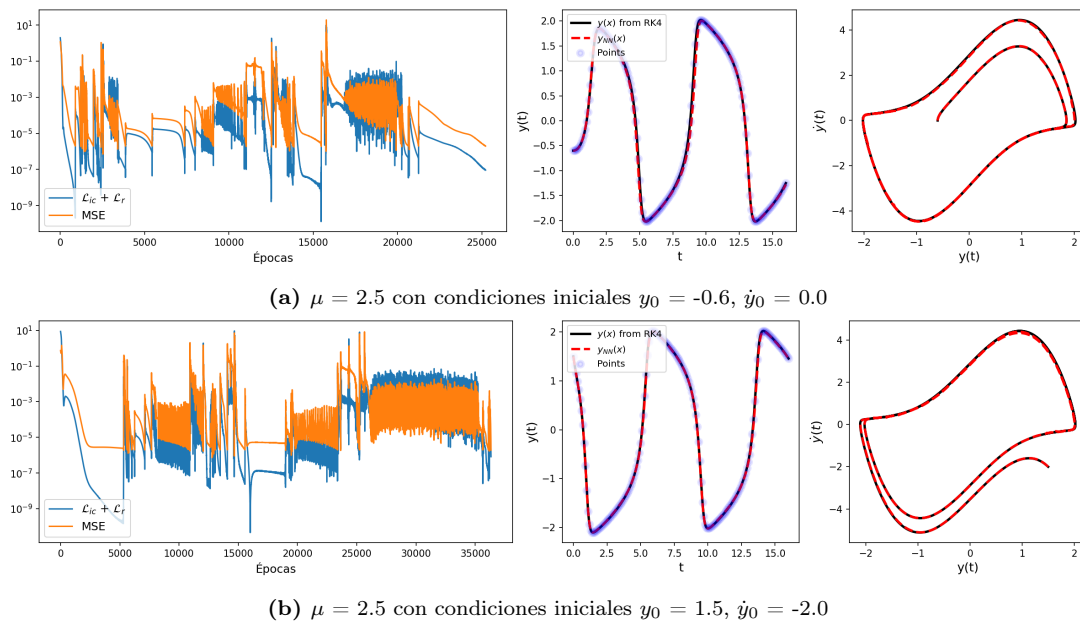 10¹
10⁻¹
10⁻³
10⁻⁵
10⁻⁷
10⁻⁹
ℒ_ic + ℒ_r
MSE
0 5000 10000 15000 20000 25000
Épocas
y(t)
2.0
1.5
1.0
0.5
0.0
−0.5
−1.0
−1.5
−2.0
y(x) from RK4
y_NN(x)
Points
0.0 2.5 5.0 7.5 10.0 12.5 15.0
t
ẏ(t)
4
2
0
−2
−4
−2 −1 0 1 2
y(t)
(a) μ = 2.5 con condiciones iniciales y₀ = -0.6, ẏ₀ = 0.0
10¹
10⁻¹
10⁻³
10⁻⁵
10⁻⁷
10⁻⁹
ℒ_ic + ℒ_r
MSE
0 5000 10000 15000 20000 25000 30000 35000
Épocas
y(t)
2
1
0
−1
−2
y(x) from RK4
y_NN(x)
Points
0.0 2.5 5.0 7.5 10.0 12.5 15.0
t
ẏ(t)
4
2
0
−2
−4
−2 −1 0 1 2
y(t)
(b) μ = 2.5 con condiciones iniciales y₀ = 1.5, ẏ₀ = -2.0